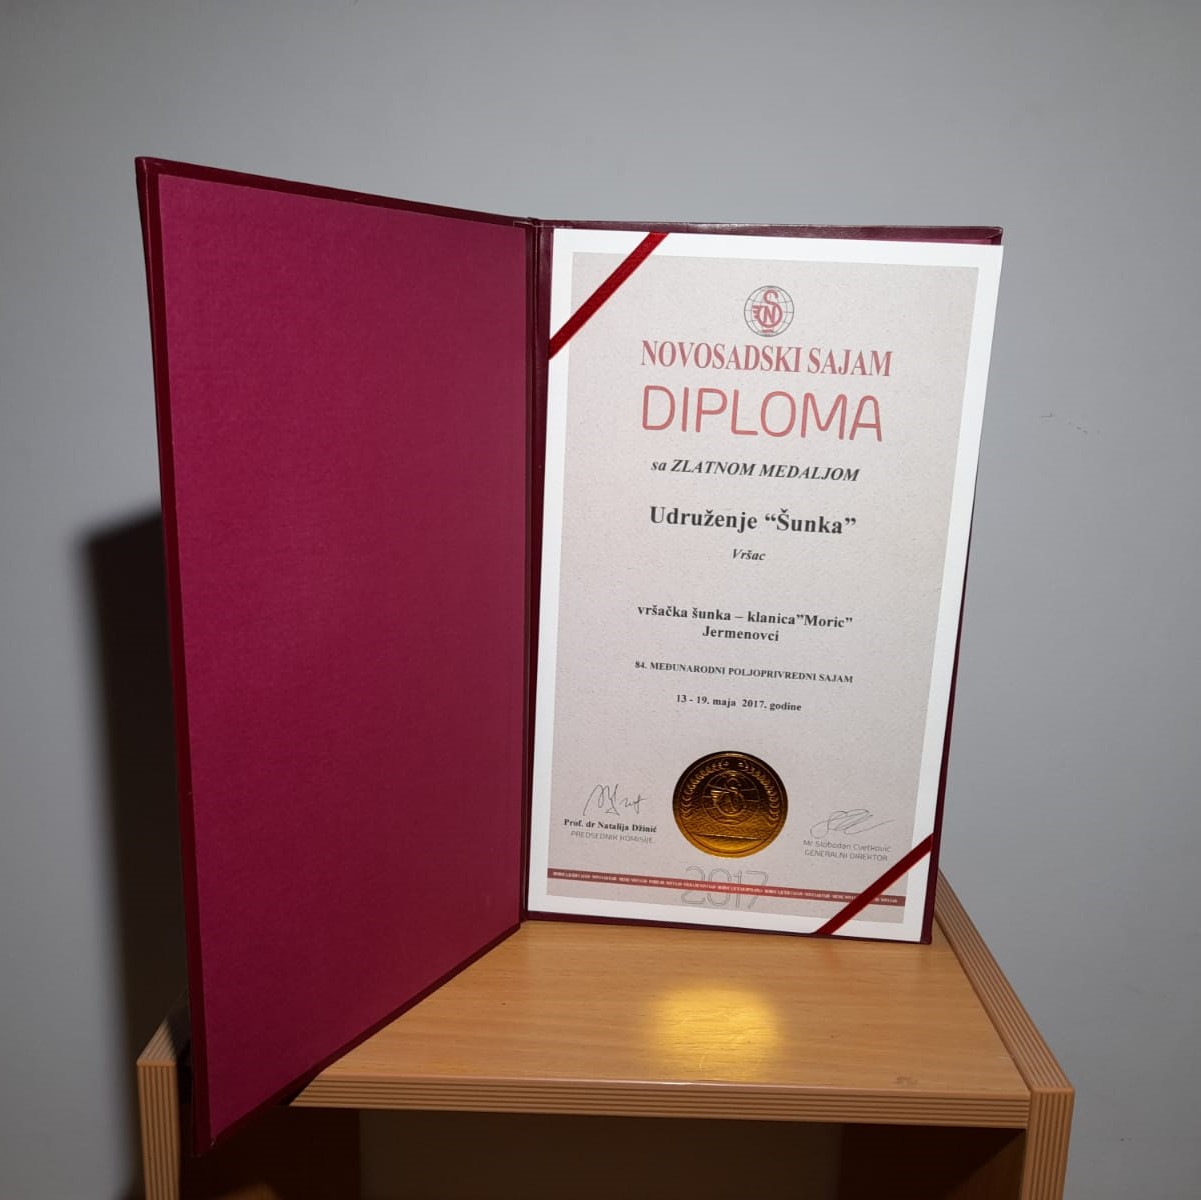 NOVOSADSKI SAJAM
DIPLOMA
sa ZLATNOM MEDALJOM
Udruženje “Šunka”
Vršac
vršačka šunka – klanica”Moric”
Jermenovci
84. MEĐUNARODNI POLJOPRIVREDNI SAJAM
13 - 19. maja 2017. godine
Prof. dr Natalija Džinić
PREDSEDNIK KOMISIJE
Mr Slobodan Cvetković
GENERALNI DIREKTOR
2017